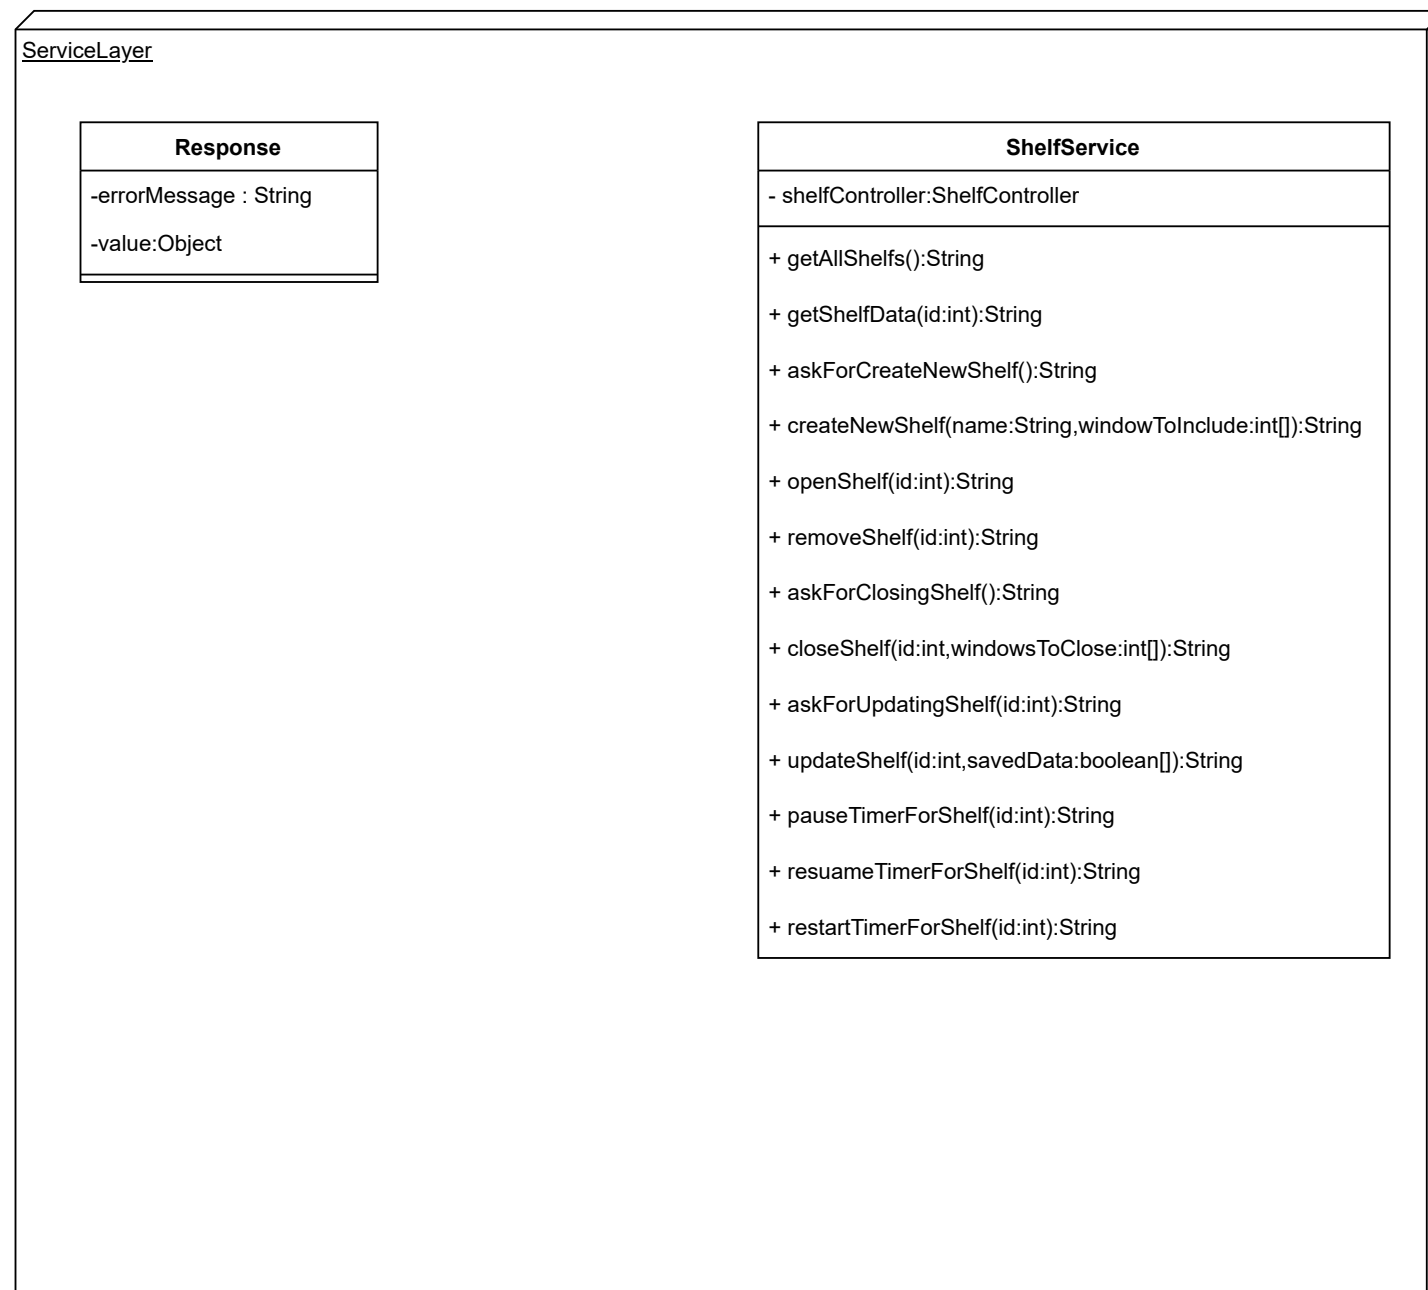 ServiceLayer
Response
-errorMessage : String
-value:Object
ShelfService
- shelfController:ShelfController
+ getAllShelfs():String
+ getShelfData(id:int):String
+ askForCreateNewShelf():String
+ createNewShelf(name:String,windowToInclude:int[]):String
+ openShelf(id:int):String
+ removeShelf(id:int):String
+ askForClosingShelf():String
+ closeShelf(id:int,windowsToClose:int[]):String
+ askForUpdatingShelf(id:int):String
+ updateShelf(id:int,savedData:boolean[]):String
+ pauseTimerForShelf(id:int):String
+ resuameTimerForShelf(id:int):String
+ restartTimerForShelf(id:int):String